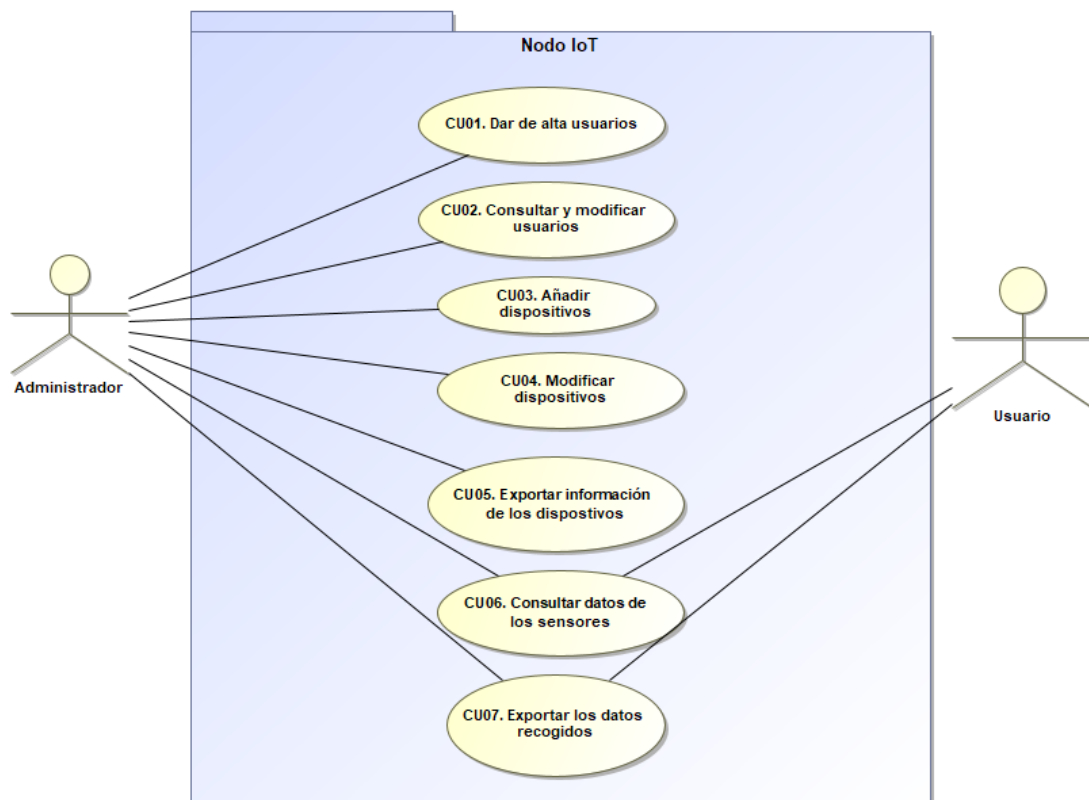 Nodo IoT
CU01. Dar de alta usuarios
CU02. Consultar y modificar
usuarios
CU03. Añadir
dispositivos
CU04. Modificar
dispositivos
Administrador
Usuario
CU05. Exportar información
de los dispostivos
CU06. Consultar datos de
los sensores
CU07. Exportar los datos
recogidos